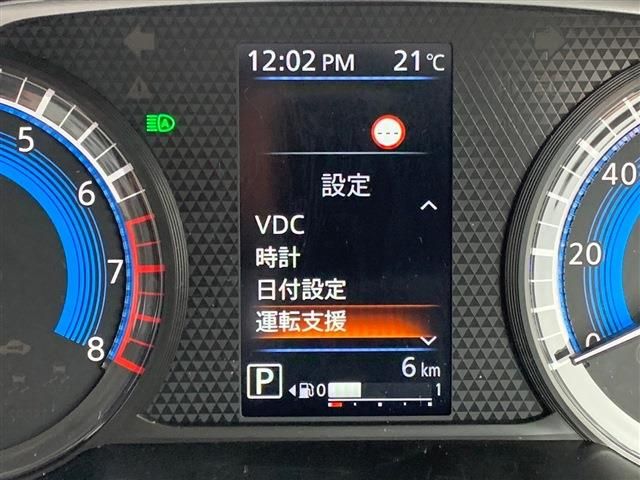 12:02 PM 21℃
---
設定
VDC
時計
日付設定
運転支援
6 km
P 0 1
5
6
7
8
A
40
20
0